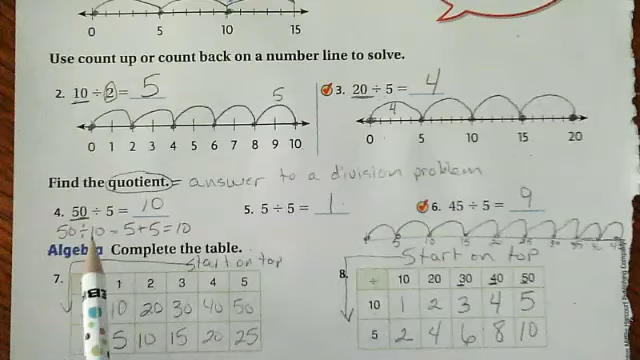 0 5 10 15
Use count up or count back on a number line to solve.
2. 10 ÷ 2 = 5
3. 20 ÷ 5 = 4
5
4
0 1 2 3 4 5 6 7 8 9 10
0 5 10 15 20
Find the quotient. = answer to a division problem
4. 50 ÷ 5 = 10
5. 5 ÷ 5 = 1
6. 45 ÷ 5 = 9
50÷10 = 5+5=10
5 10 15 20 25 30
Algebra Complete the table.
Start on top
Start on top
7.
1 2 3 4 5
10 20 30 40 50
5 10 15 20 25
8.
÷ 10 20 30 40 50
10 1 2 3 4 5
5 2 4 6 8 10